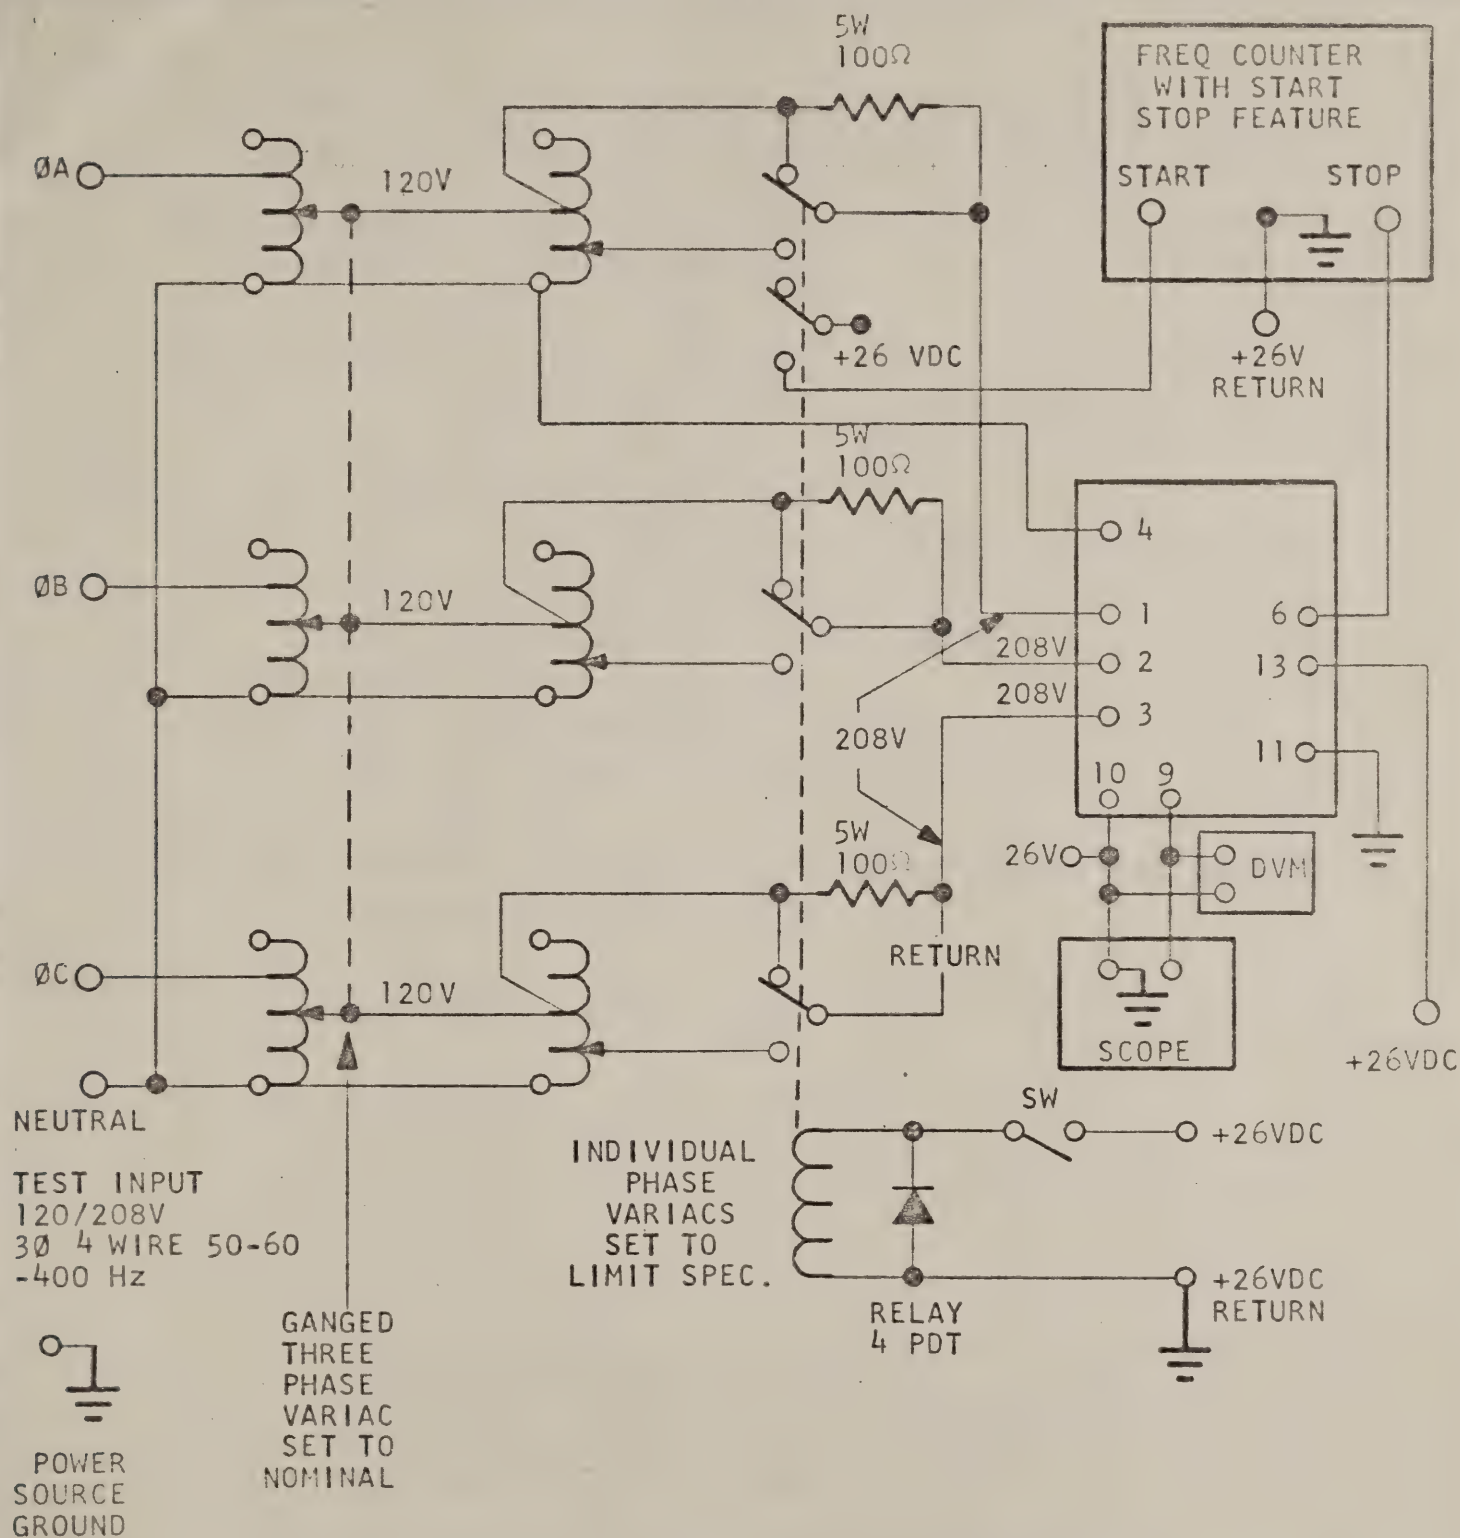 5W
100Ω
FREQ COUNTER
WITH START
STOP FEATURE
START
STOP
ØA
120V
+26 VDC
+26V
RETURN
5W
100Ω
4
ØB
120V
1
6
208V
2
13
208V
3
208V
11
10
9
5W
100Ω
26V
DVM
RETURN
ØC
120V
SCOPE
+26VDC
NEUTRAL
SW
+26VDC
TEST INPUT
120/208V
3Ø 4 WIRE 50-60
-400 Hz
INDIVIDUAL
PHASE
VARIACS
SET TO
LIMIT SPEC.
+26VDC
RETURN
RELAY
4 PDT
GANGED
THREE
PHASE
VARIAC
SET TO
NOMINAL
POWER
SOURCE
GROUND